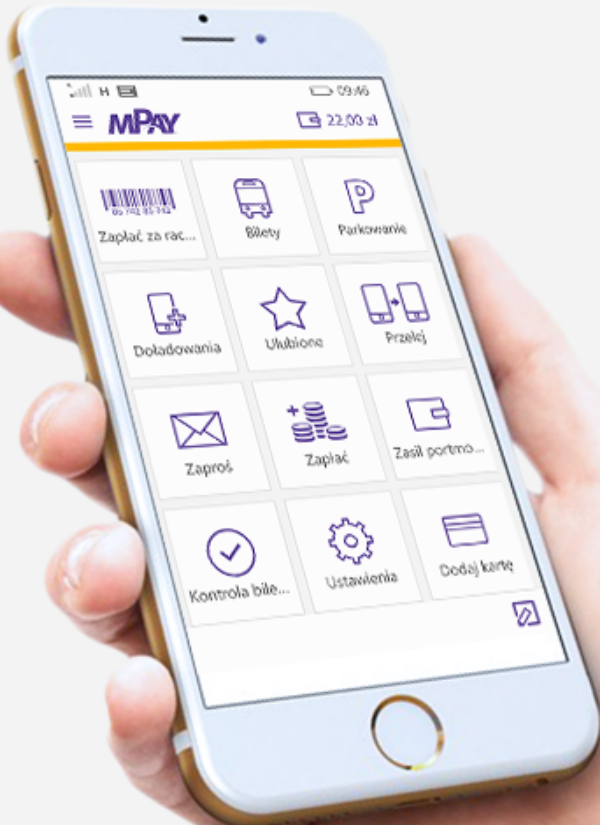 H 09:46
mPAY 22,00 zł
Zapłać za rac...
Bilety
Parkowanie
Doładowania
Ulubione
Przelej
Zaproś
Zapłać
Zasil portmo...
Kontrola bile...
Ustawienia
Dodaj kartę